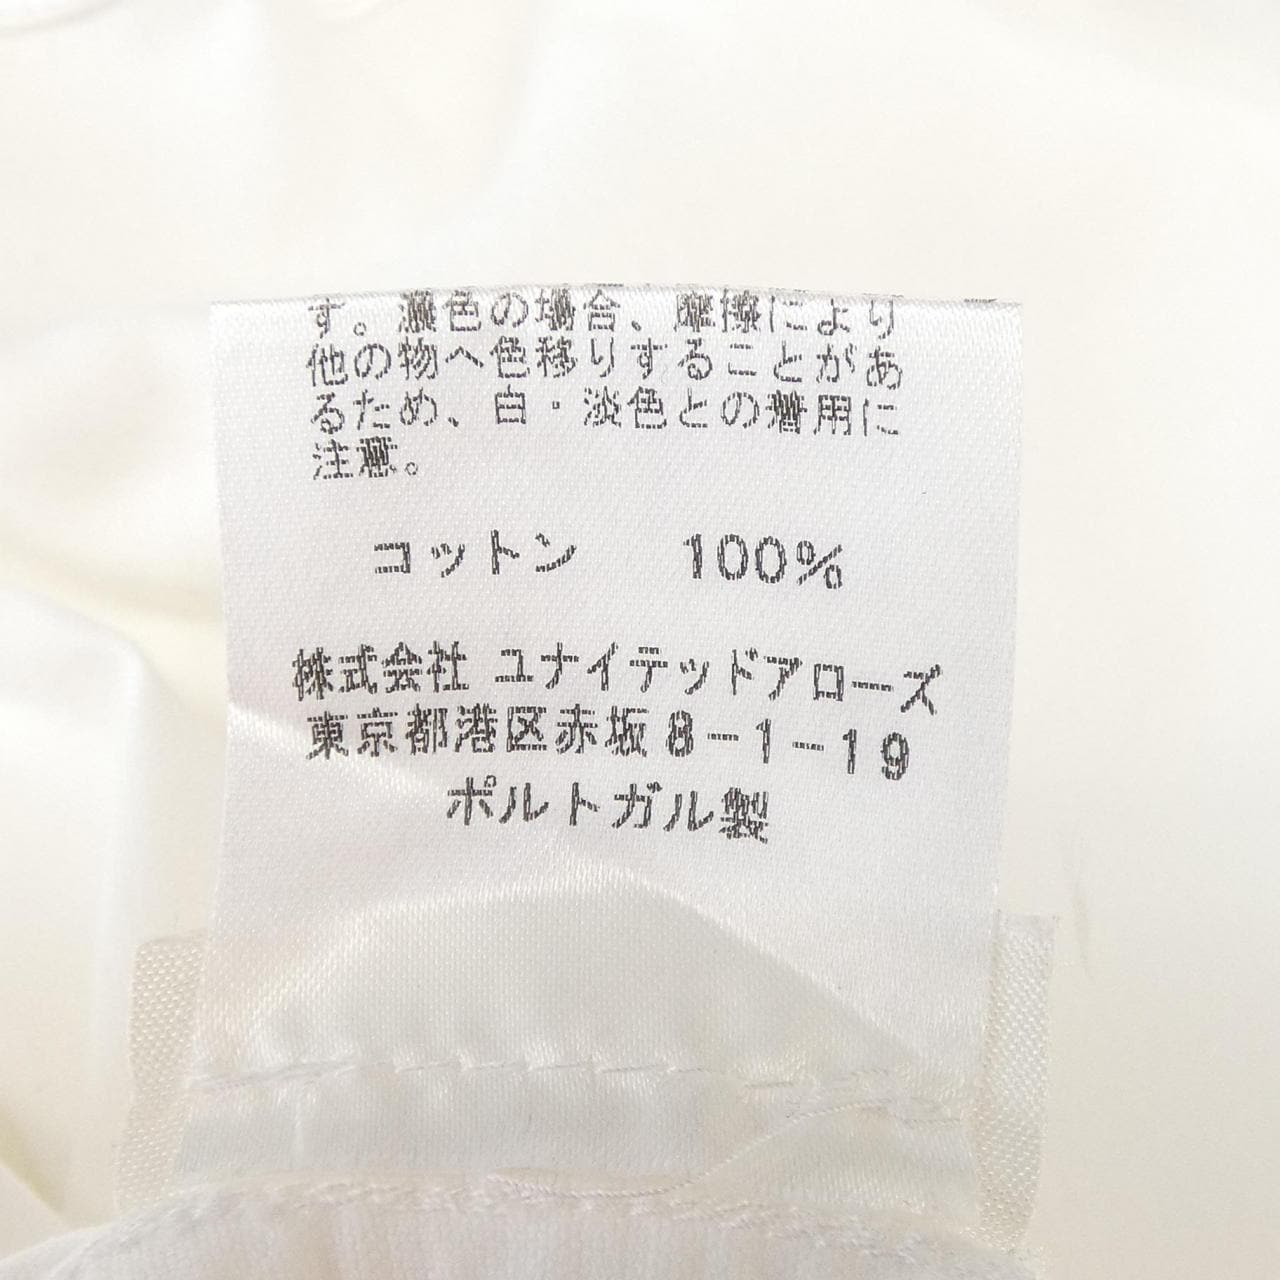 す。濃色の場合、摩擦により
他の物へ色移りすることがあ
るため、白・淡色との着用に
注意。
コットン 100%
株式会社 ユナイテッドアローズ
東京都港区赤坂8-1-19
ポルトガル製